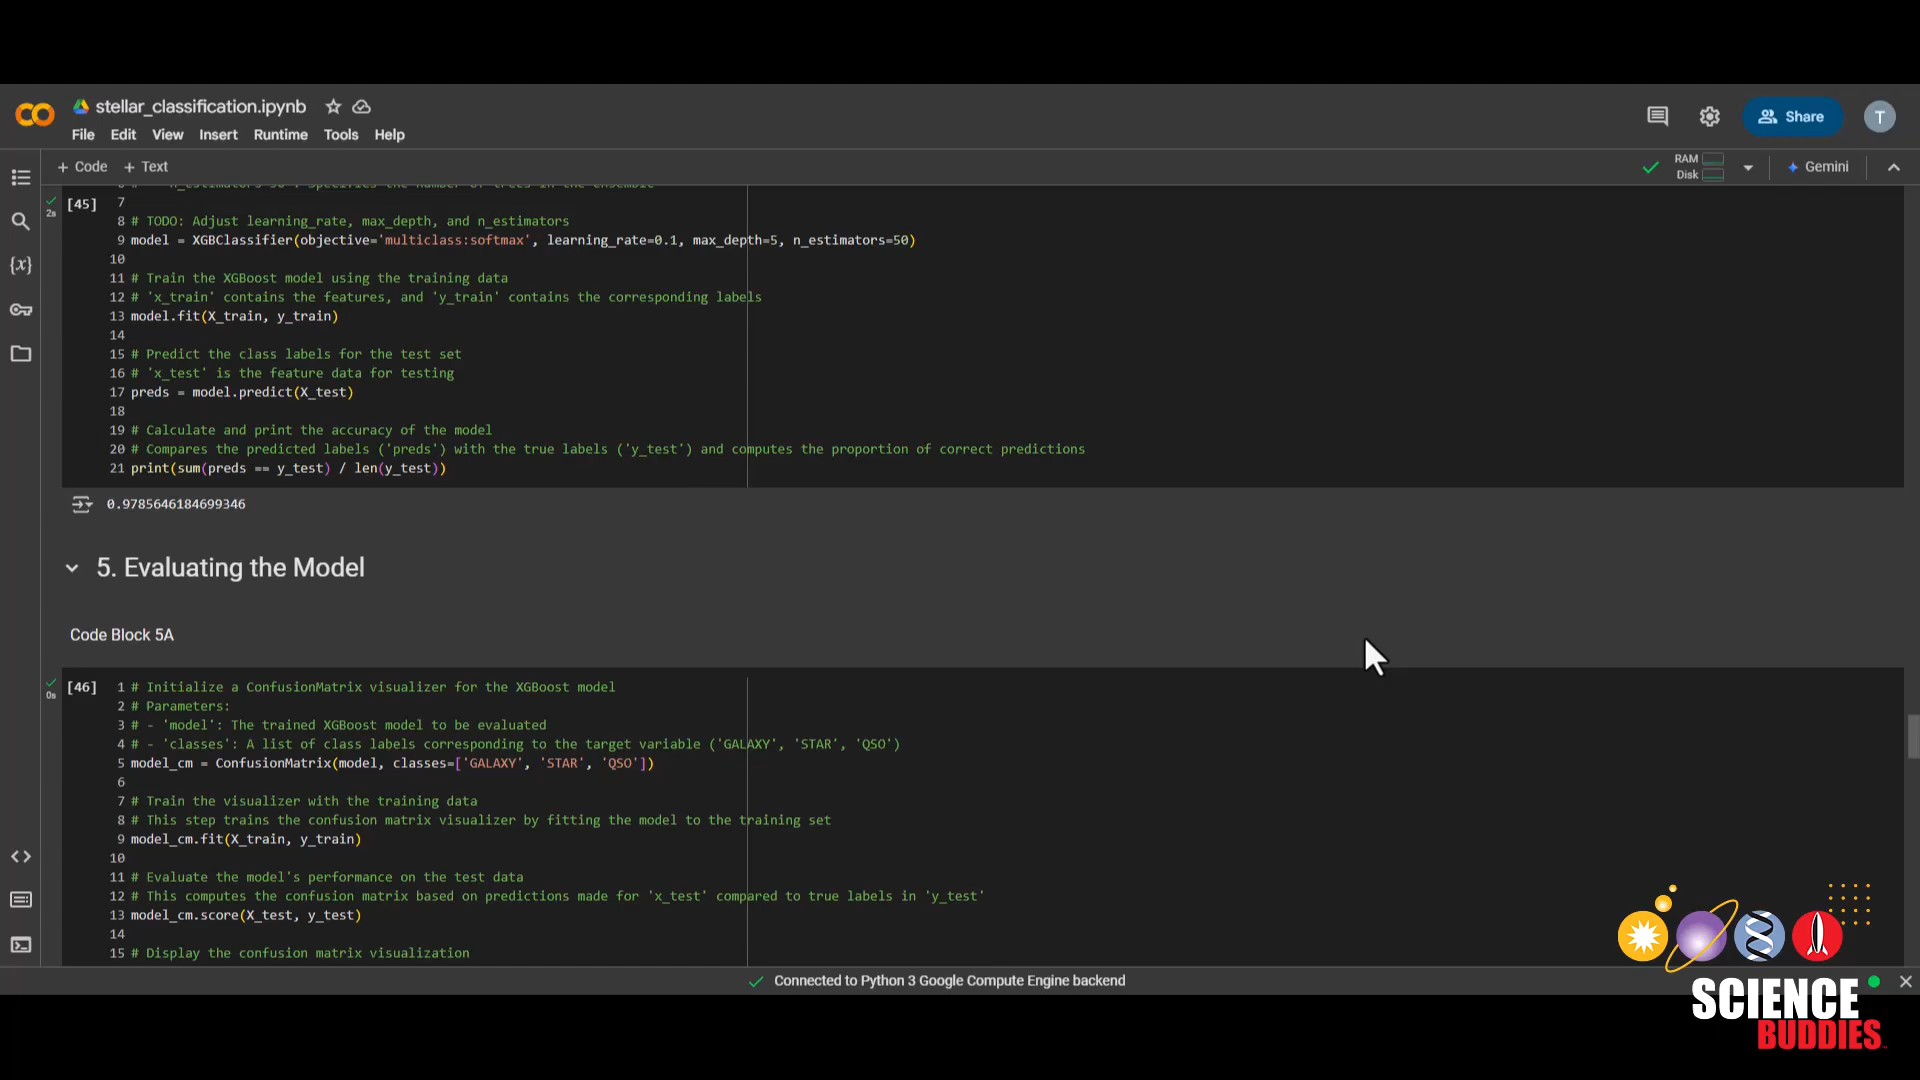 stellar_classification.ipynb
File Edit View Insert Runtime Tools Help
Share
T
+ Code + Text
RAM
Disk
Gemini
6 # - 'n_estimators=50': Specifies the number of trees in the ensemble
[45] 7
2s
8 # TODO: Adjust learning_rate, max_depth, and n_estimators
9 model = XGBClassifier(objective='multiclass:softmax', learning_rate=0.1, max_depth=5, n_estimators=50)
10
11 # Train the XGBoost model using the training data
12 # 'x_train' contains the features, and 'y_train' contains the corresponding labels
13 model.fit(X_train, y_train)
14
15 # Predict the class labels for the test set
16 # 'x_test' is the feature data for testing
17 preds = model.predict(X_test)
18
19 # Calculate and print the accuracy of the model
20 # Compares the predicted labels ('preds') with the true labels ('y_test') and computes the proportion of correct predictions
21 print(sum(preds == y_test) / len(y_test))
0.9785646184699346
5. Evaluating the Model
Code Block 5A
[46] 1 # Initialize a ConfusionMatrix visualizer for the XGBoost model
0s
2 # Parameters:
3 # - 'model': The trained XGBoost model to be evaluated
4 # - 'classes': A list of class labels corresponding to the target variable ('GALAXY', 'STAR', 'QSO')
5 model_cm = ConfusionMatrix(model, classes=['GALAXY', 'STAR', 'QSO'])
6
7 # Train the visualizer with the training data
8 # This step trains the confusion matrix visualizer by fitting the model to the training set
9 model_cm.fit(X_train, y_train)
10
11 # Evaluate the model's performance on the test data
12 # This computes the confusion matrix based on predictions made for 'x_test' compared to true labels in 'y_test'
13 model_cm.score(X_test, y_test)
14
15 # Display the confusion matrix visualization
Connected to Python 3 Google Compute Engine backend
SCIENCE
BUDDIES